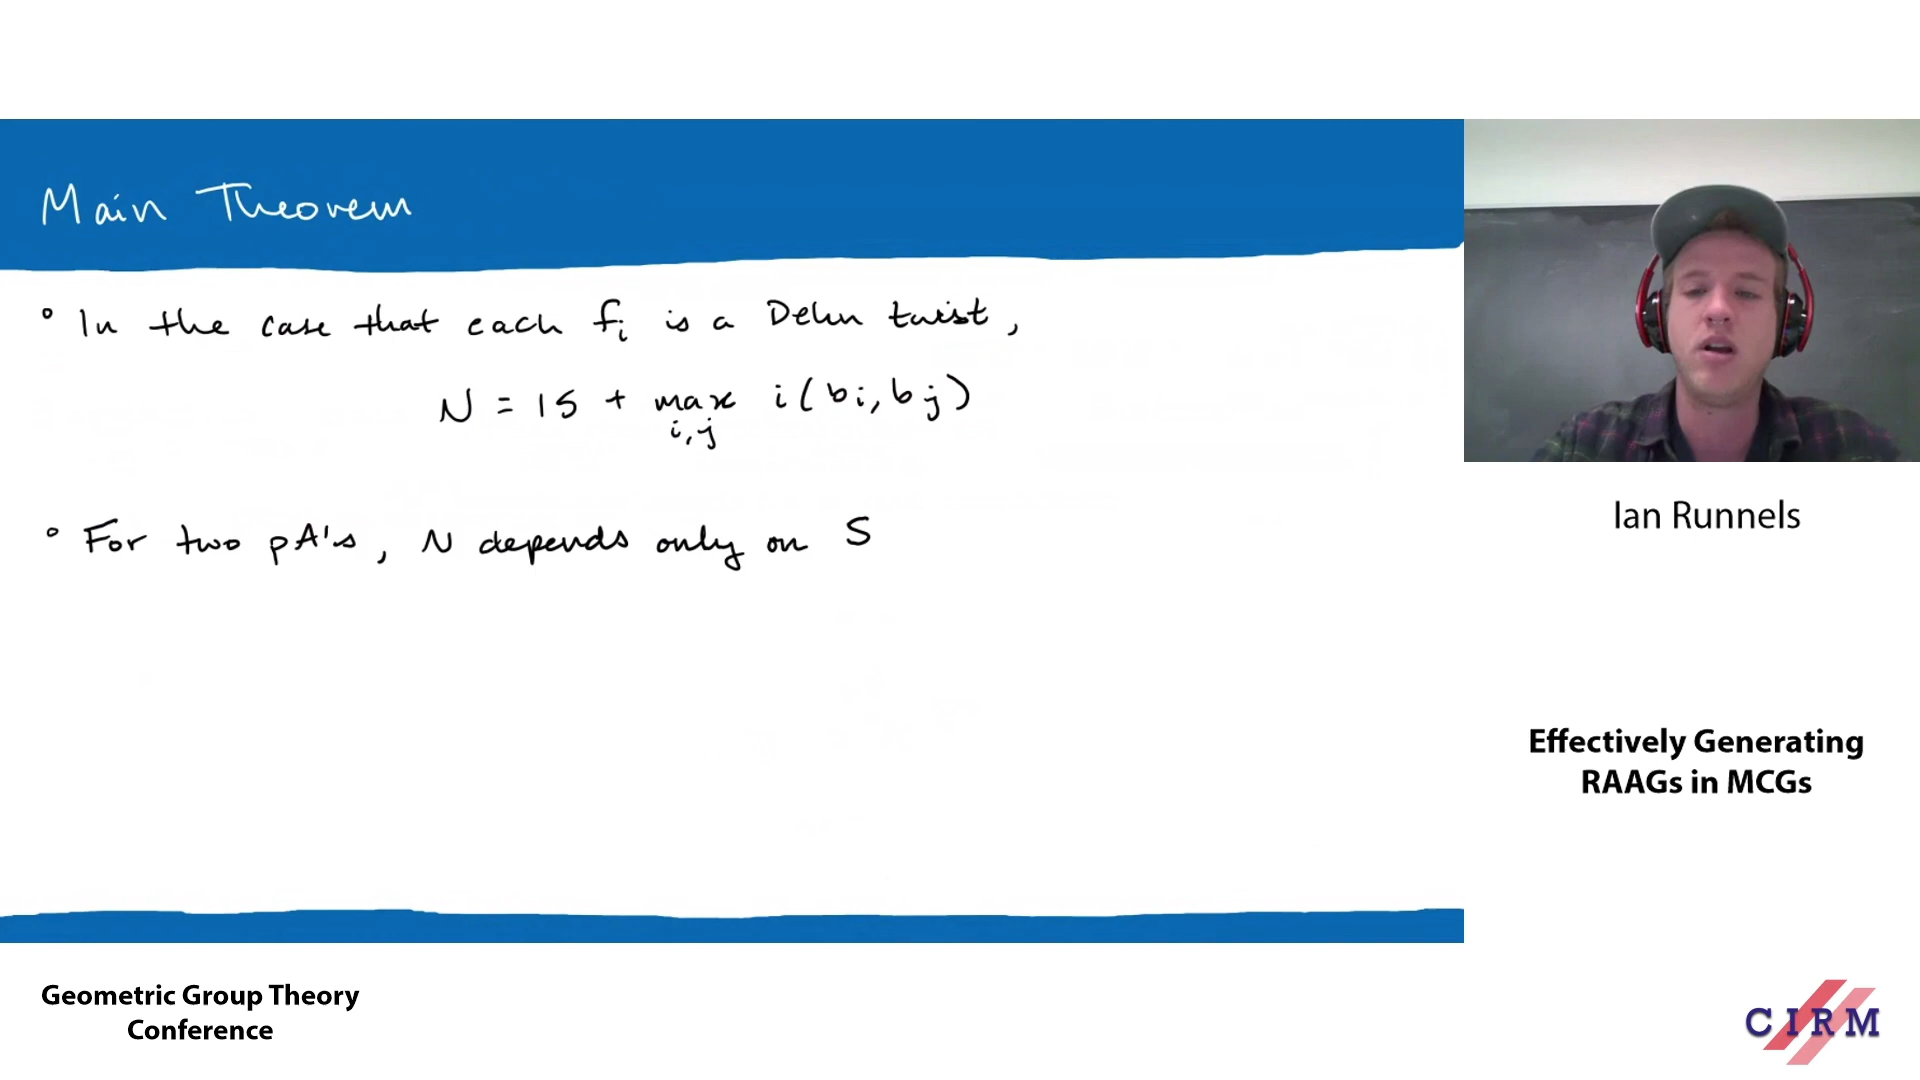 Main Theorem
° In the case that each fᵢ is a Dehn twist,
N = 15 + max i(bi, bj)
i,j
° For two pA's, N depends only on S
Ian Runnels
Effectively Generating
RAAGs in MCGs
Geometric Group Theory
Conference
CIRM